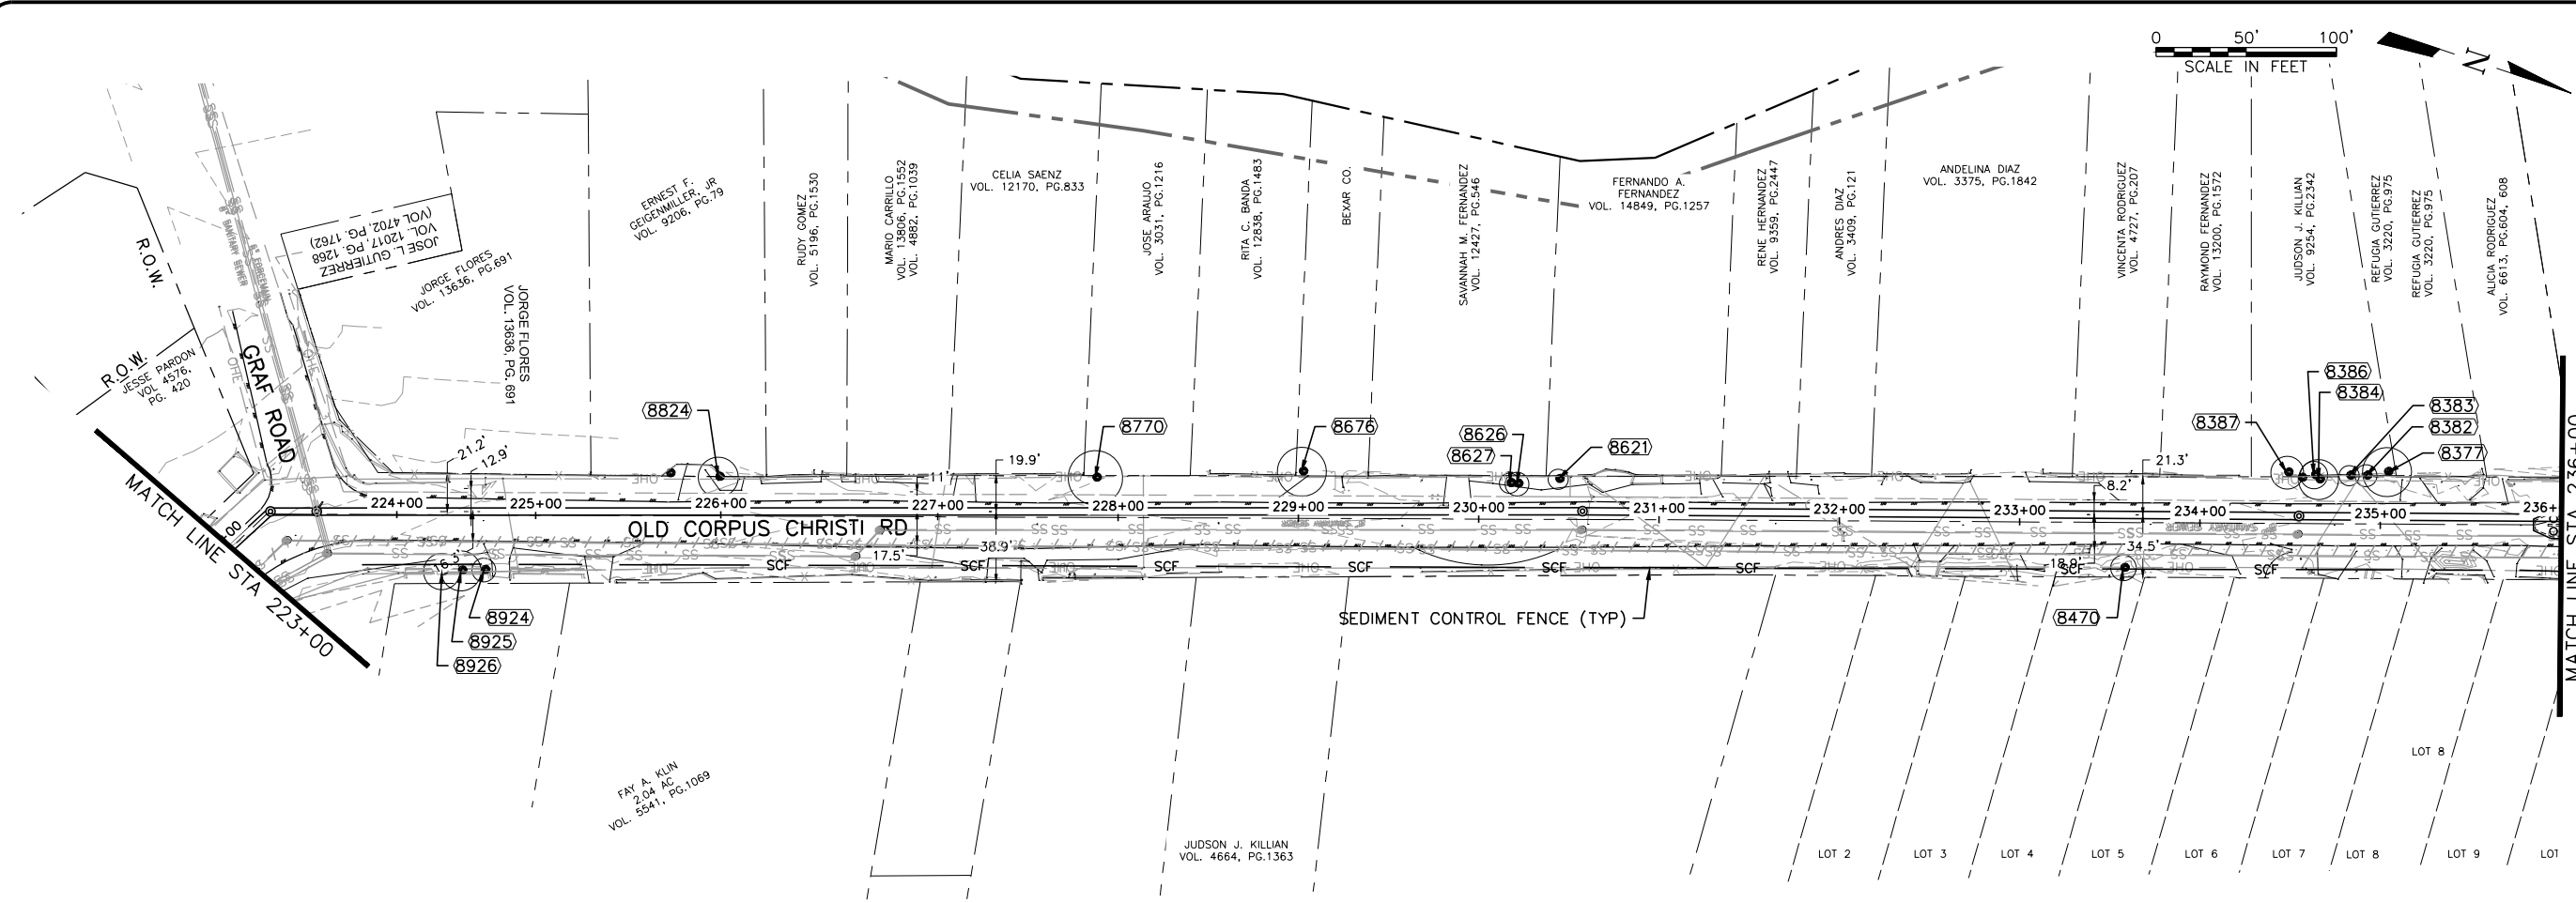 0 50' 100'
SCALE IN FEET
N
R.O.W.
R.O.W.
JESSE PARDON
VOL 4576,
PG. 420
GRAF ROAD
JOSE L. GUTIERREZ
VOL. 12017, PG. 1268
(VOL 4702, PG. 1762)
JORGE FLORES
VOL. 13636, PG.691
JORGE FLORES
VOL. 13636, PG. 691
ERNEST F.
GEIGENMILLER, JR
VOL. 9206, PG.79
RUDY GOMEZ
VOL. 5196, PG.1530
MARIO CARRILLO
VOL. 13806, PG.1552
VOL. 4882, PG.1039
CELIA SAENZ
VOL. 12170, PG.833
JOSE ARAUJO
VOL. 3031, PG.1216
RITA C. BANDA
VOL. 12838, PG.1483
BEXAR CO.
SAVANNAH M. FERNANDEZ
VOL. 12427, PG.546
FERNANDO A.
FERNANDEZ
VOL. 14849, PG.1257
RENE HERNANDEZ
VOL. 9359, PG.2447
ANDRES DIAZ
VOL. 3409, PG.121
ANDELINA DIAZ
VOL. 3375, PG.1842
VINCENTA RODRIGUEZ
VOL. 4727, PG.207
RAYMOND FERNANDEZ
VOL. 13200, PG.1572
JUDSON J. KILLIAN
VOL. 9254, PG.2342
REFUGIA GUTIERREZ
VOL. 3220, PG.975
REFUGIA GUTIERREZ
VOL. 3220, PG.975
ALICIA RODRIGUEZ
VOL. 6613, PG.604, 608
8824
8770
8676
8626
8627
8621
8387
8386
8384
8383
8382
8377
21.2'
12.9'
11'
19.9'
21.3'
8.2'
224+00 225+00 226+00 227+00 228+00 229+00 230+00 231+00 232+00 233+00 234+00 235+00 236+
OLD CORPUS CHRISTI RD
17.5'
38.9'
34.5'
18.9'
16.3'
SCF SCF SCF SCF SCF SCF SCF SCF
SEDIMENT CONTROL FENCE (TYP)
8924
8925
8926
8470
MATCH LINE STA 223+00
MATCH LINE STA 236+00
FAY A. KLIN
2.04 AC
VOL. 5541, PG.1069
JUDSON J. KILLIAN
VOL. 4664, PG.1363
LOT 8
LOT 2 LOT 3 LOT 4 LOT 5 LOT 6 LOT 7 LOT 8 LOT 9 LOT